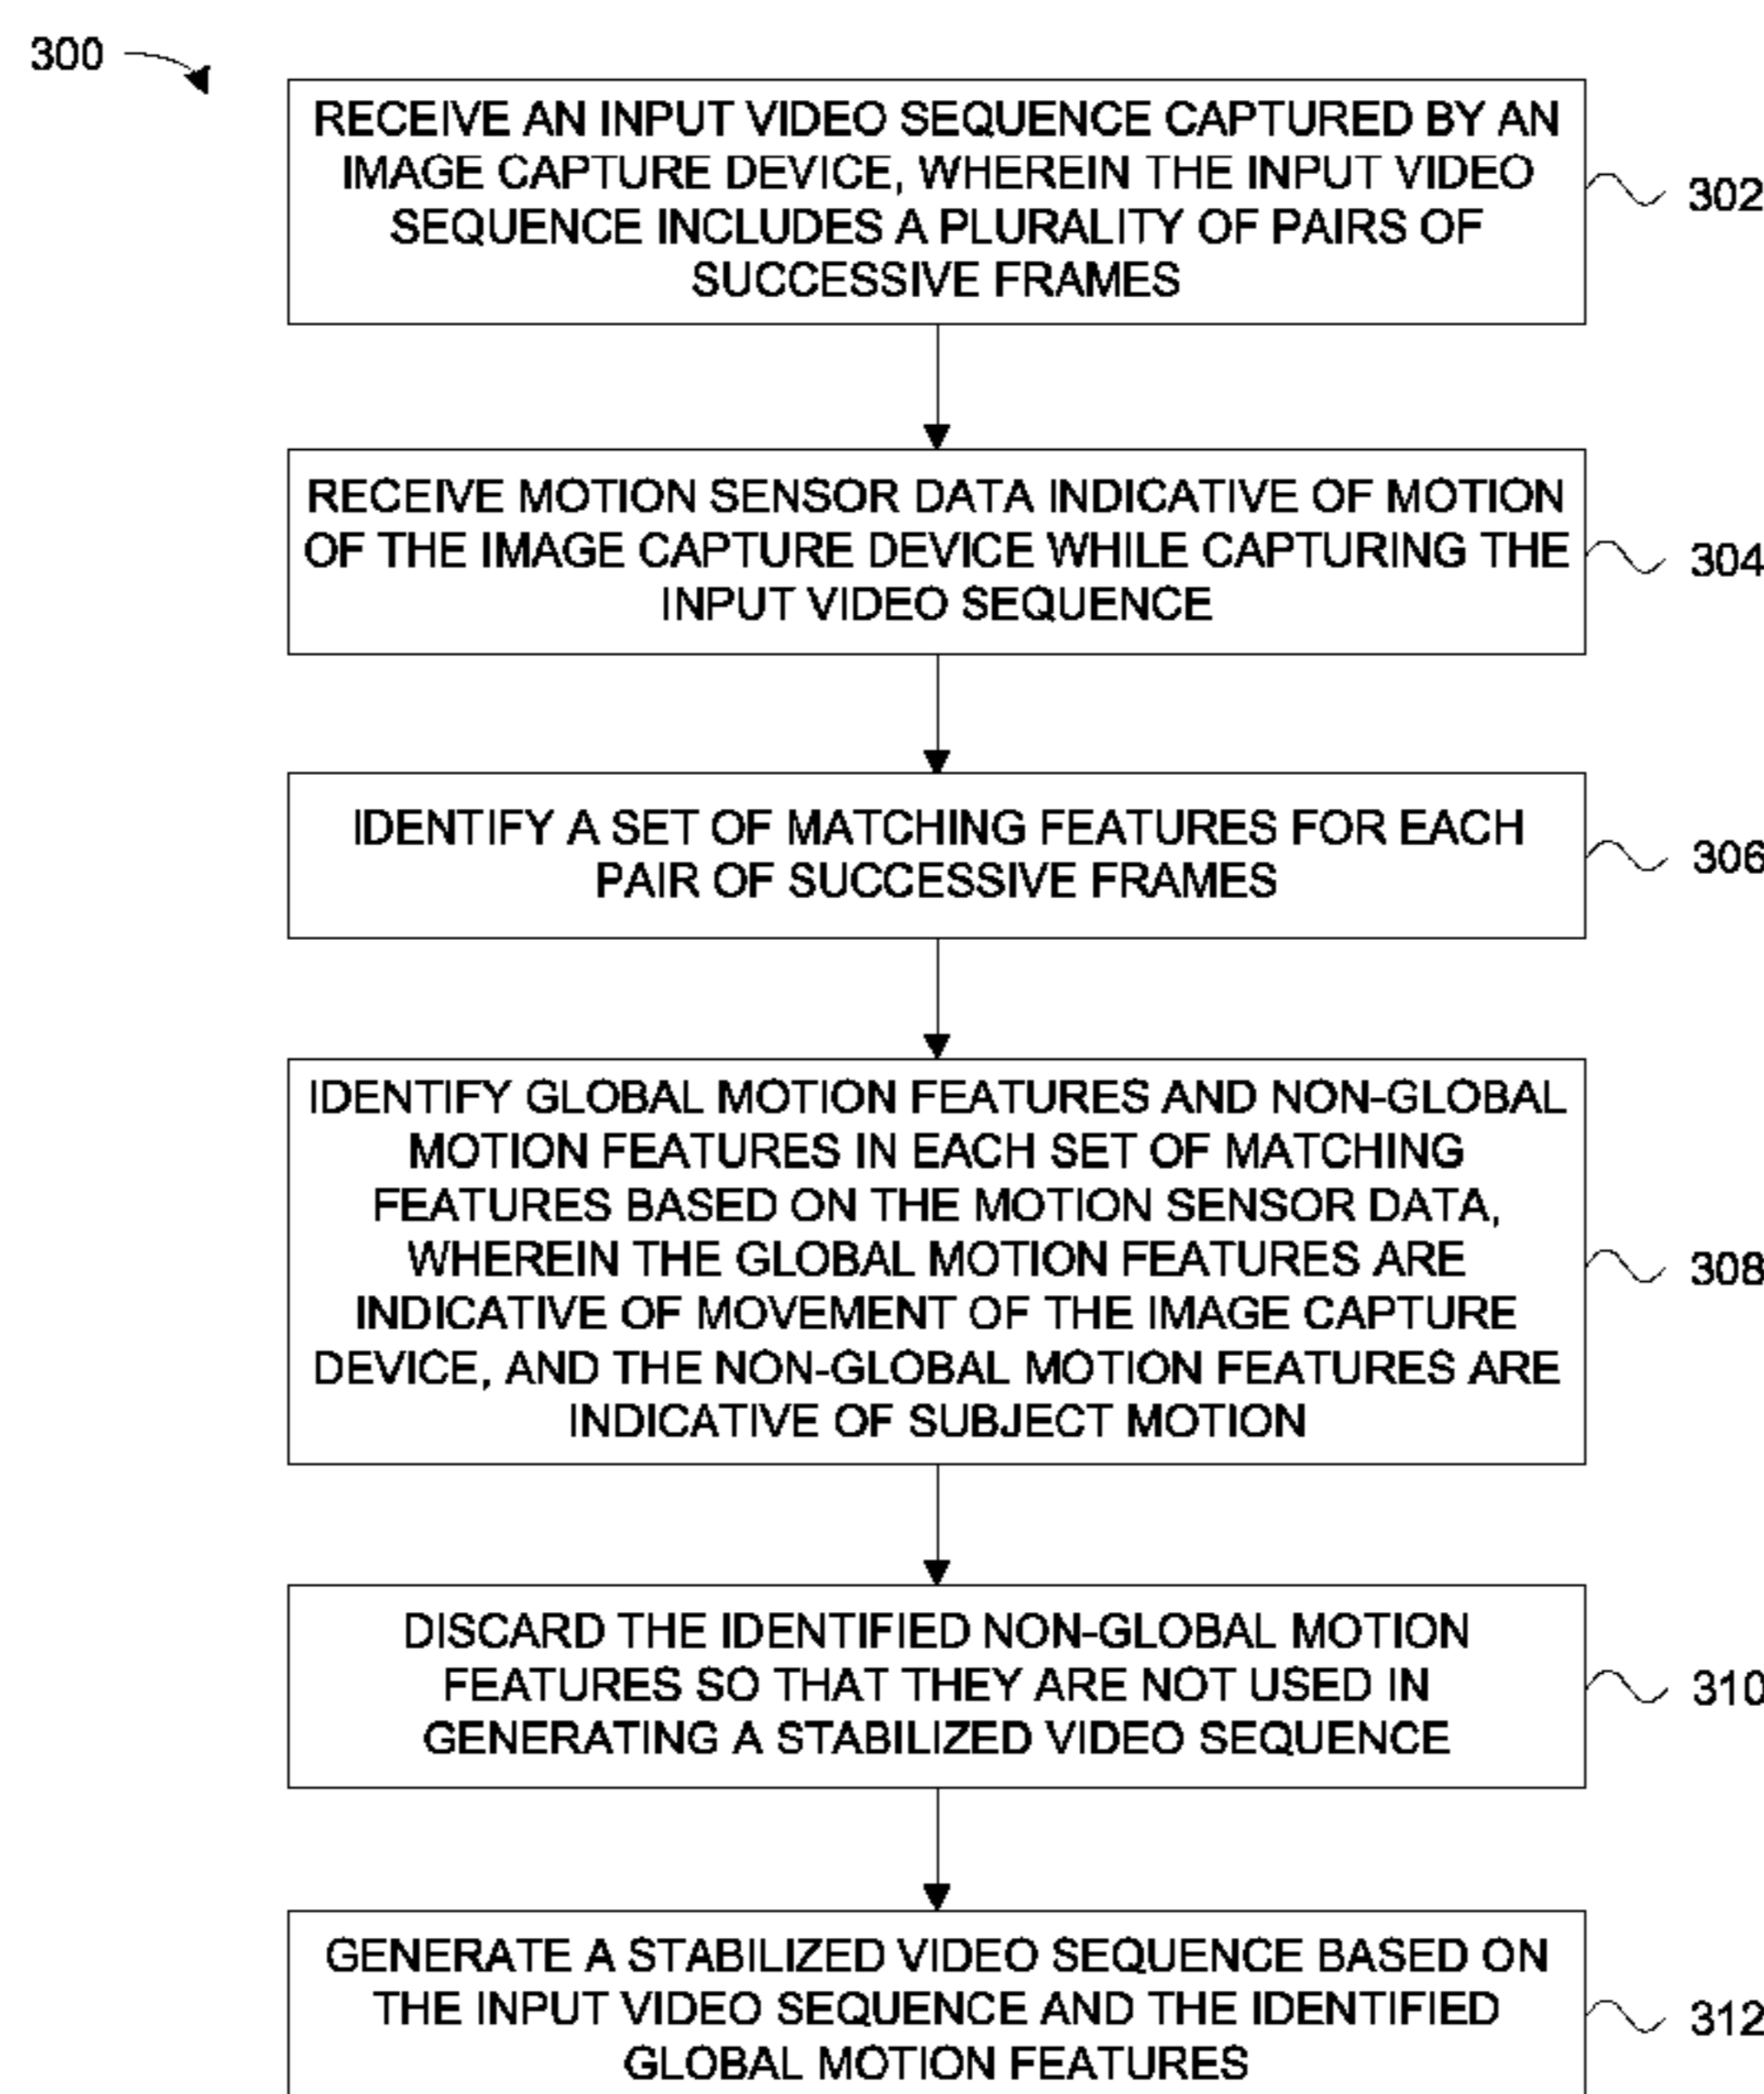 300
RECEIVE AN INPUT VIDEO SEQUENCE CAPTURED BY AN
IMAGE CAPTURE DEVICE, WHEREIN THE INPUT VIDEO
SEQUENCE INCLUDES A PLURALITY OF PAIRS OF
SUCCESSIVE FRAMES
302
RECEIVE MOTION SENSOR DATA INDICATIVE OF MOTION
OF THE IMAGE CAPTURE DEVICE WHILE CAPTURING THE
INPUT VIDEO SEQUENCE
304
IDENTIFY A SET OF MATCHING FEATURES FOR EACH
PAIR OF SUCCESSIVE FRAMES
306
IDENTIFY GLOBAL MOTION FEATURES AND NON-GLOBAL
MOTION FEATURES IN EACH SET OF MATCHING
FEATURES BASED ON THE MOTION SENSOR DATA,
WHEREIN THE GLOBAL MOTION FEATURES ARE
INDICATIVE OF MOVEMENT OF THE IMAGE CAPTURE
DEVICE, AND THE NON-GLOBAL MOTION FEATURES ARE
INDICATIVE OF SUBJECT MOTION
308
DISCARD THE IDENTIFIED NON-GLOBAL MOTION
FEATURES SO THAT THEY ARE NOT USED IN
GENERATING A STABILIZED VIDEO SEQUENCE
310
GENERATE A STABILIZED VIDEO SEQUENCE BASED ON
THE INPUT VIDEO SEQUENCE AND THE IDENTIFIED
GLOBAL MOTION FEATURES
312